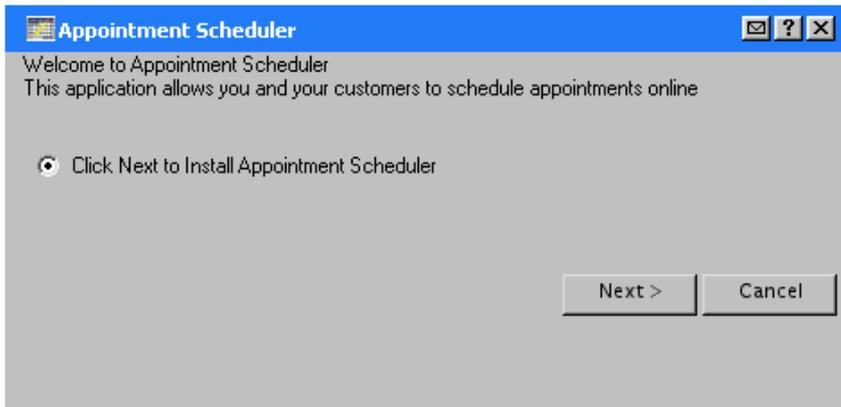 Appointment Scheduler
?
Welcome to Appointment Scheduler
This application allows you and your customers to schedule appointments online
Click Next to Install Appointment Scheduler
Next >
Cancel